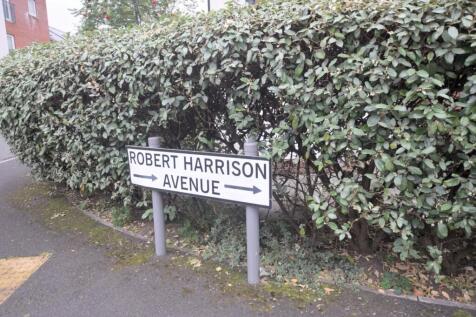 ROBERT HARRISON
→ AVENUE →